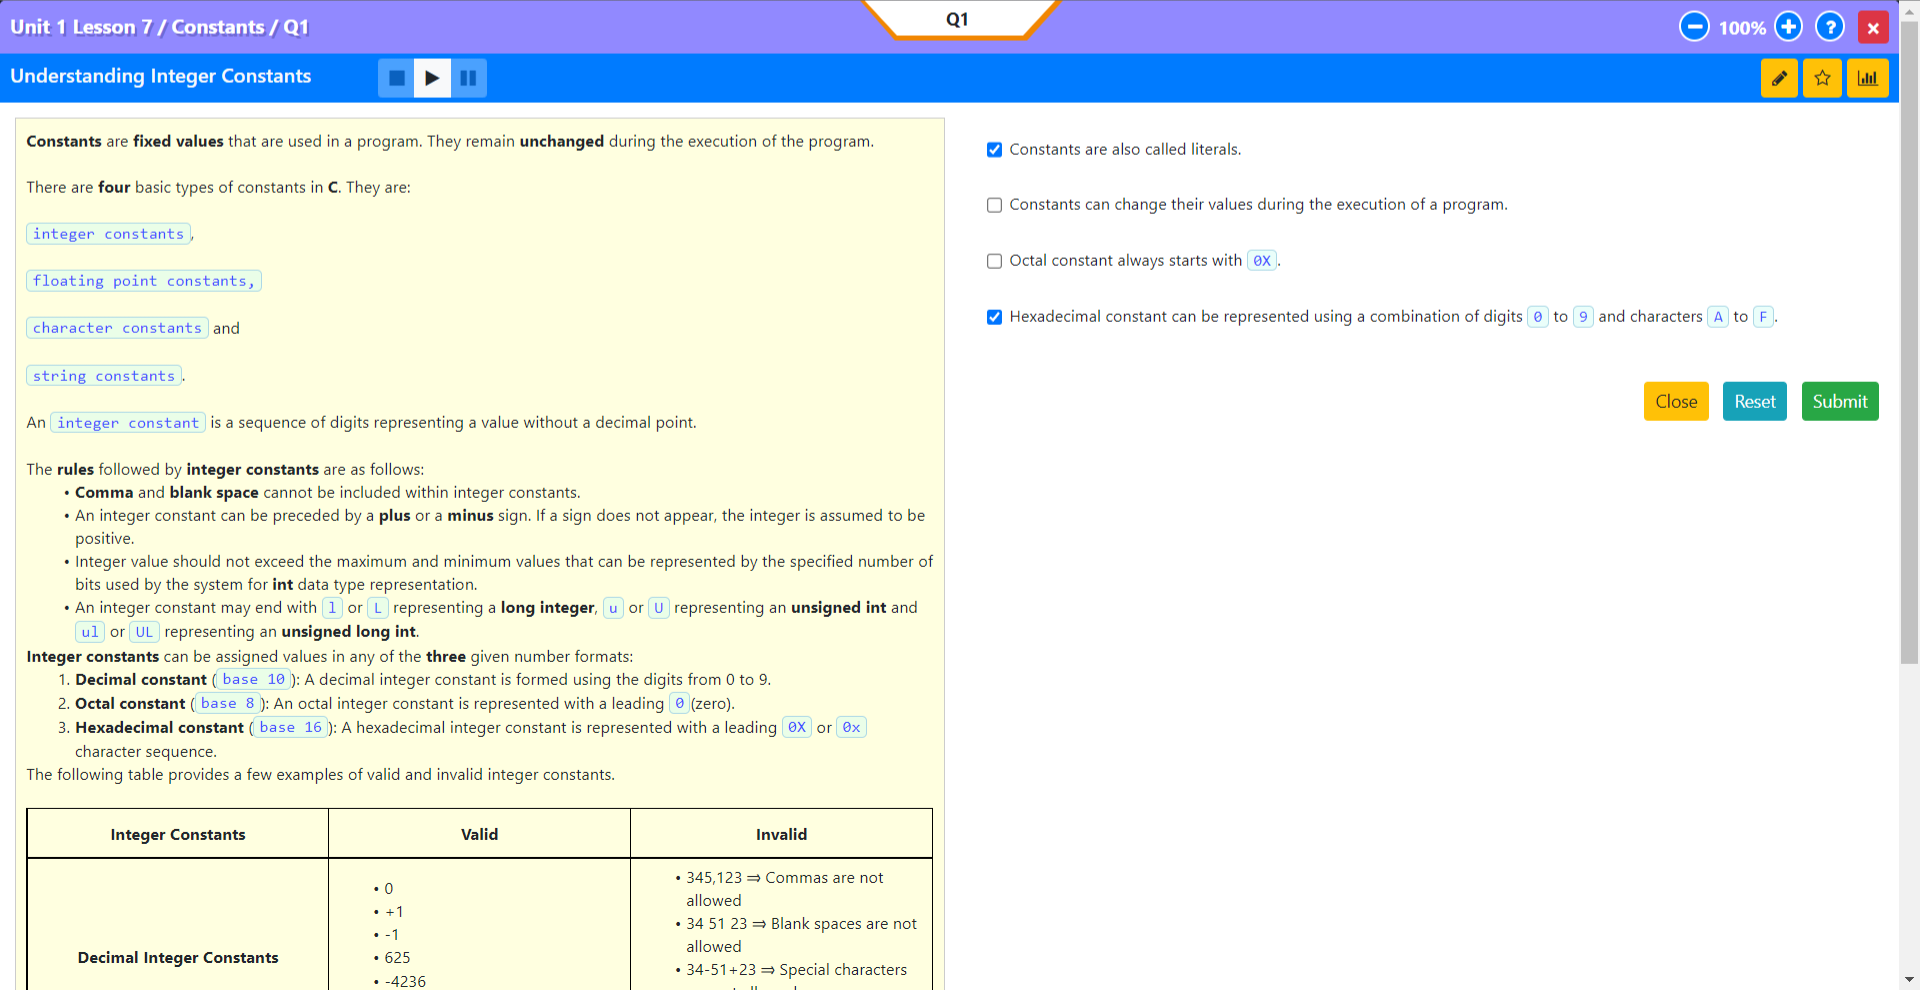 Unit 1 Lesson 7 / Constants / Q1
Q1
100%
Understanding Integer Constants
Constants are fixed values that are used in a program. They remain unchanged during the execution of the program.
There are four basic types of constants in C. They are:
integer constants,
floating point constants,
character constants and
string constants.
An integer constant is a sequence of digits representing a value without a decimal point.
The rules followed by integer constants are as follows:
• Comma and blank space cannot be included within integer constants.
• An integer constant can be preceded by a plus or a minus sign. If a sign does not appear, the integer is assumed to be
positive.
• Integer value should not exceed the maximum and minimum values that can be represented by the specified number of
bits used by the system for int data type representation.
• An integer constant may end with l or L representing a long integer, u or U representing an unsigned int and
ul or UL representing an unsigned long int.
Integer constants can be assigned values in any of the three given number formats:
1. Decimal constant (base 10): A decimal integer constant is formed using the digits from 0 to 9.
2. Octal constant (base 8): An octal integer constant is represented with a leading 0 (zero).
3. Hexadecimal constant (base 16): A hexadecimal integer constant is represented with a leading 0X or 0x
character sequence.
The following table provides a few examples of valid and invalid integer constants.
Integer Constants Valid Invalid
Decimal Integer Constants
• 0
• +1
• -1
• 625
• -4236
• 345,123 ⇒ Commas are not
allowed
• 34 51 23 ⇒ Blank spaces are not
allowed
• 34-51+23 ⇒ Special characters
Constants are also called literals.
Constants can change their values during the execution of a program.
Octal constant always starts with 0X.
Hexadecimal constant can be represented using a combination of digits 0 to 9 and characters A to F.
Close Reset Submit